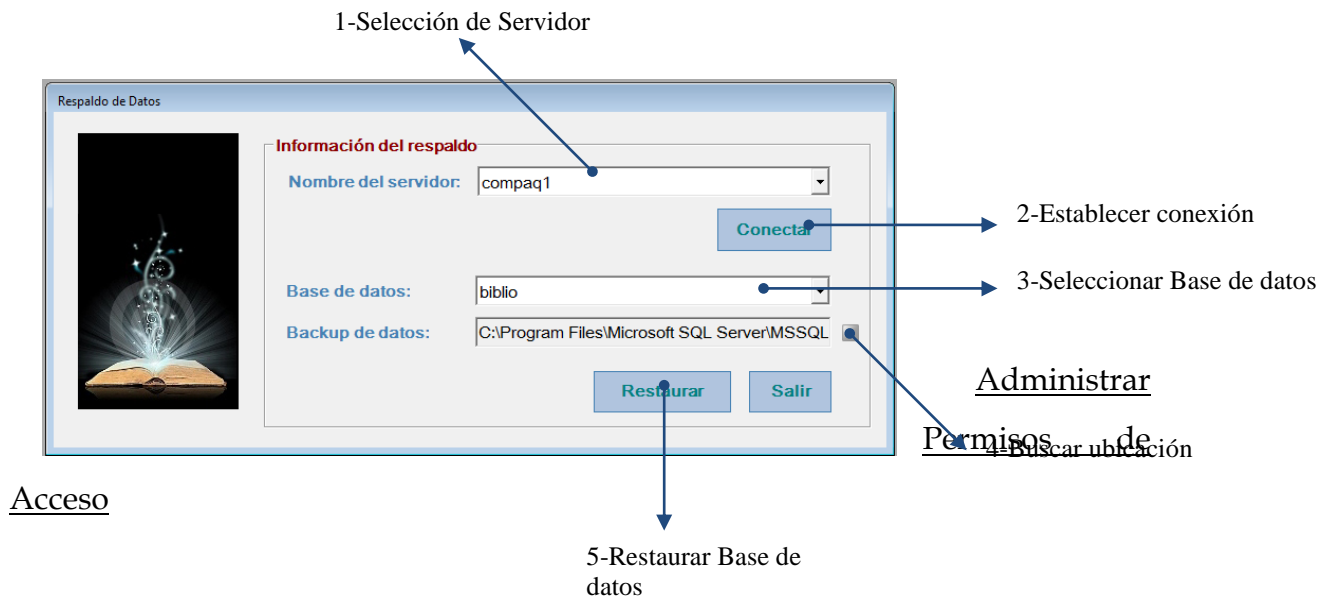 1-Selección de Servidor
Respaldo de Datos
Información del respaldo
Nombre del servidor:
compaq1
Conectar
2-Establecer conexión
Base de datos:
biblio
3-Seleccionar Base de datos
Backup de datos:
C:\Program Files\Microsoft SQL Server\MSSQL
Restaurar
Salir
Administrar
Permisos de
4-Buscar ubicación
Acceso
5-Restaurar Base de
datos